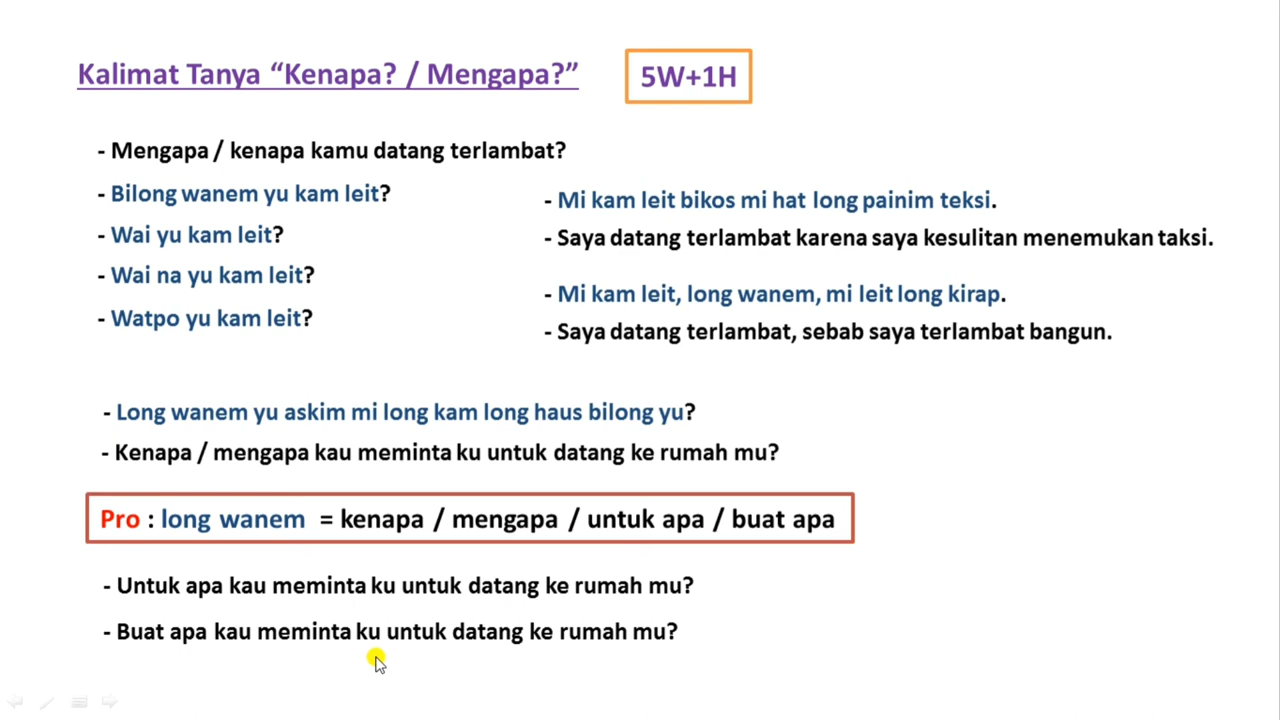 Kalimat Tanya “Kenapa? / Mengapa?”
5W+1H
- Mengapa / kenapa kamu datang terlambat?
- Bilong wanem yu kam leit?
- Wai yu kam leit?
- Wai na yu kam leit?
- Watpo yu kam leit?
- Mi kam leit bikos mi hat long painim teksi.
- Saya datang terlambat karena saya kesulitan menemukan taksi.
- Mi kam leit, long wanem, mi leit long kirap.
- Saya datang terlambat, sebab saya terlambat bangun.
- Long wanem yu askim mi long kam long haus bilong yu?
- Kenapa / mengapa kau meminta ku untuk datang ke rumah mu?
Pro : long wanem = kenapa / mengapa / untuk apa / buat apa
- Untuk apa kau meminta ku untuk datang ke rumah mu?
- Buat apa kau meminta ku untuk datang ke rumah mu?